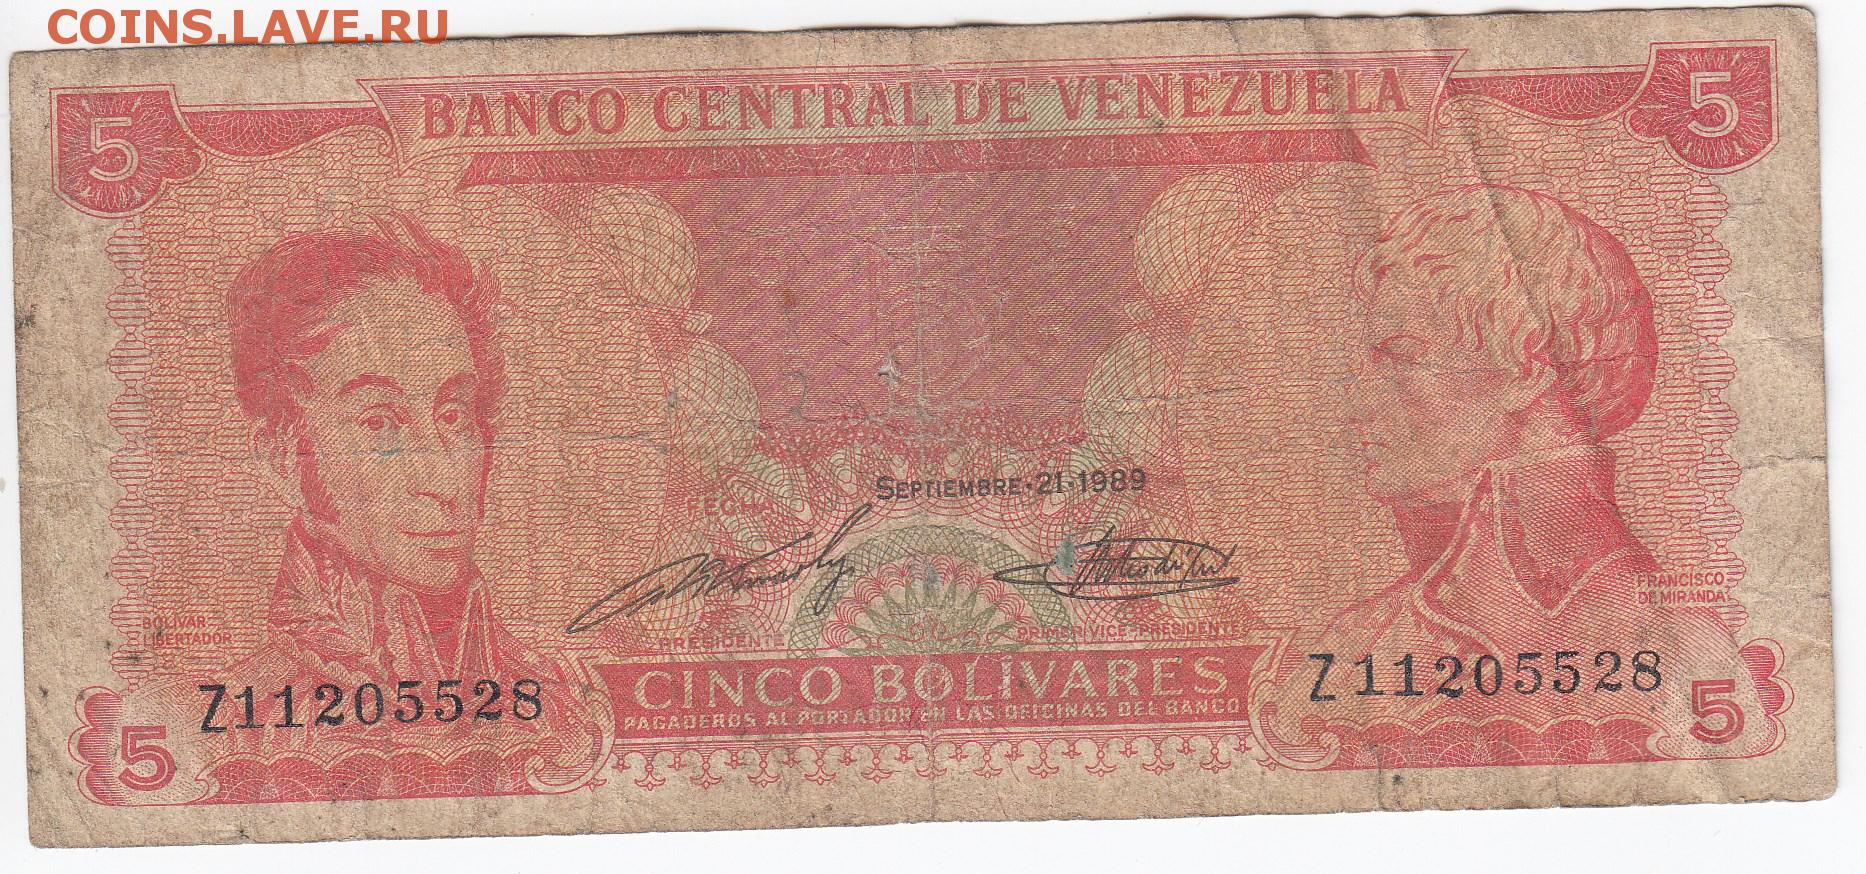 COINS.LAVE.RU
5
BANCO CENTRAL DE VENEZUELA
5
FECHA
SEPTIEMBRE·21·1989
BOLIVAR
LIBERTADOR
FRANCISCO
DE MIRANDA
PRESIDENTE
PRIMER VICE-PRESIDENTE
Z11205528
CINCO BOLÍVARES
Z11205528
PAGADEROS AL PORTADOR EN LAS OFICINAS DEL BANCO
5
5